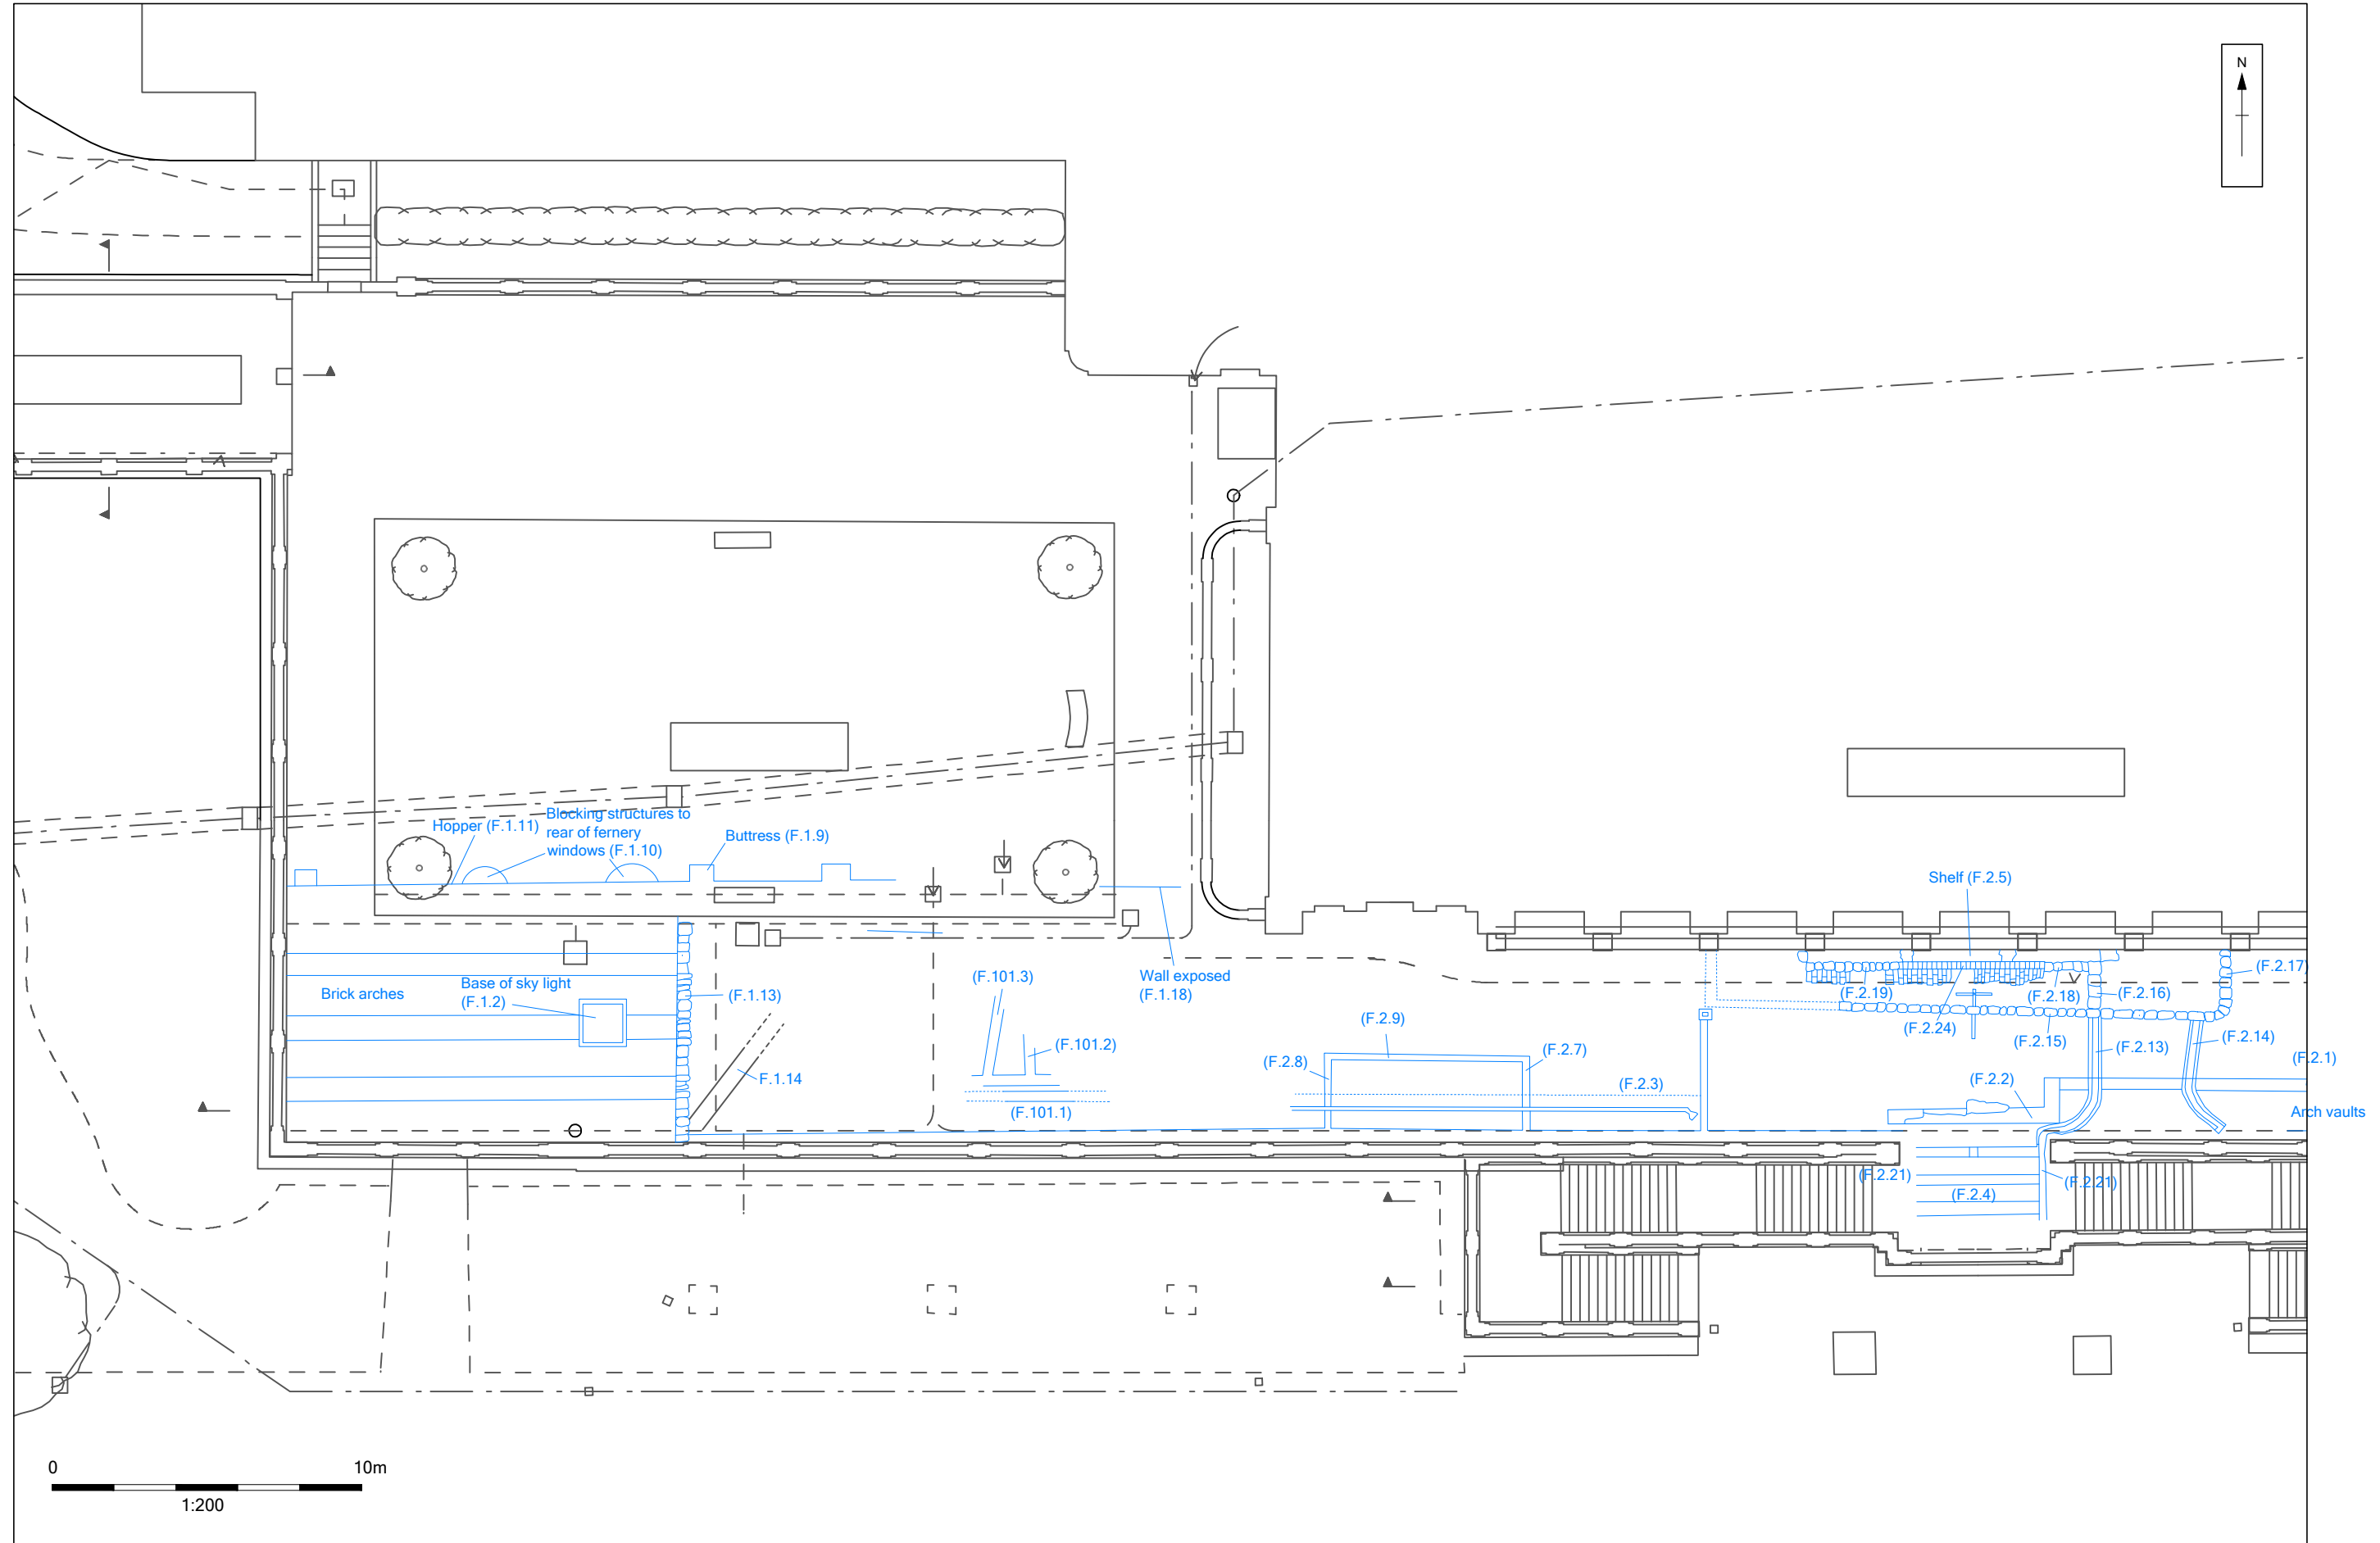 N
Blocking structures to
rear of fernery
windows (F.1.10)
Hopper (F.1.11)
Buttress (F.1.9)
Shelf (F.2.5)
Brick arches
Base of sky light
(F.1.2)
(F.1.13)
F.1.14
(F.101.3)
(F.101.2)
(F.101.1)
Wall exposed
(F.1.18)
(F.2.9)
(F.2.8)
(F.2.7)
(F.2.3)
(F.2.19)
(F.2.18)
(F.2.16)
(F.2.17)
(F.2.24)
(F.2.15)
(F.2.13)
(F.2.14)
(F.2.1)
(F.2.2)
Arch vaults
(F.2.21)
(F.2.4)
(F.2.21)
0 10m
1:200